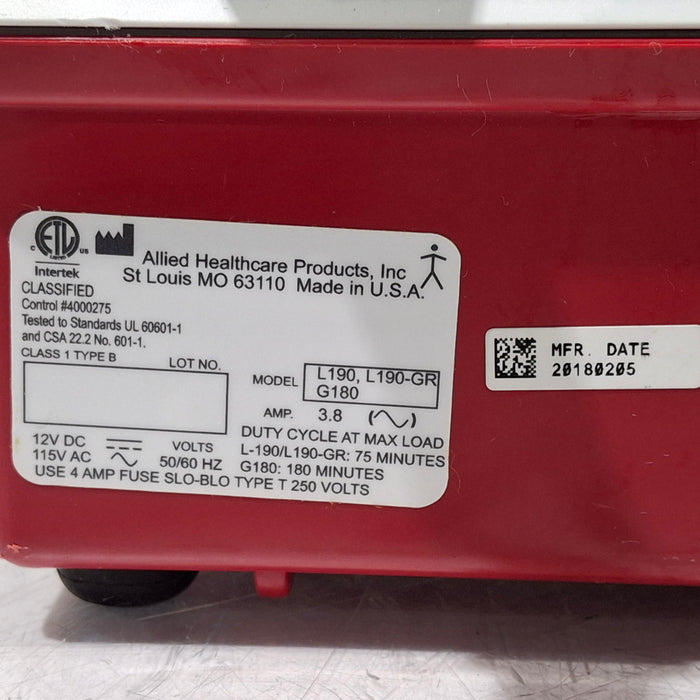 C ETL LISTED US
Intertek
Allied Healthcare Products, Inc
St Louis MO 63110 Made in U.S.A.
CLASSIFIED
Control #4000275
Tested to Standards UL 60601-1
and CSA 22.2 No. 601-1.
CLASS 1 TYPE B
LOT NO.
MODEL L190, L190-GR
G180
AMP. 3.8
DUTY CYCLE AT MAX LOAD
L-190/L190-GR: 75 MINUTES
G180: 180 MINUTES
12V DC VOLTS
115V AC 50/60 HZ
USE 4 AMP FUSE SLO-BLO TYPE T 250 VOLTS
MFR. DATE
20180205